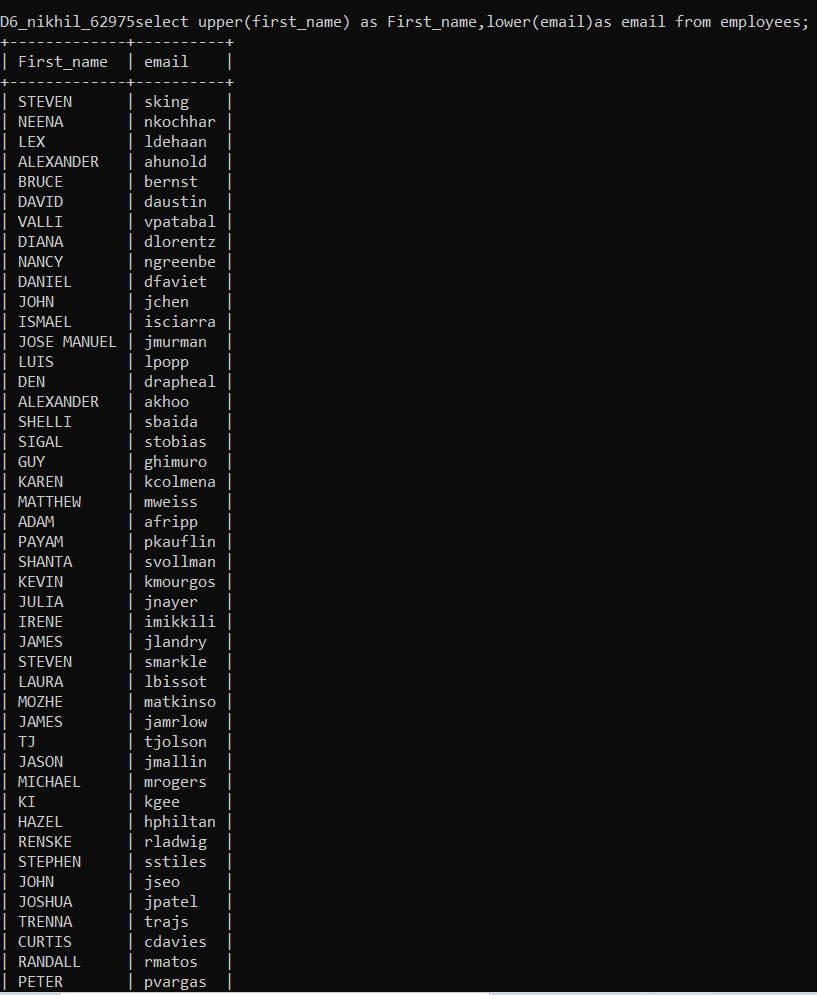 D6_nikhil_62975select upper(first_name) as First_name,lower(email)as email from employees;
+-------------+----------+
| First_name  | email    |
+-------------+----------+
| STEVEN      | sking    |
| NEENA       | nkochhar |
| LEX         | ldehaan  |
| ALEXANDER   | ahunold  |
| BRUCE       | bernst   |
| DAVID       | daustin  |
| VALLI       | vpatabal |
| DIANA       | dlorentz |
| NANCY       | ngreenbe |
| DANIEL      | dfaviet  |
| JOHN        | jchen    |
| ISMAEL      | isciarra |
| JOSE MANUEL | jmurman  |
| LUIS        | lpopp    |
| DEN         | drapheal |
| ALEXANDER   | akhoo    |
| SHELLI      | sbaida   |
| SIGAL       | stobias  |
| GUY         | ghimuro  |
| KAREN       | kcolmena |
| MATTHEW     | mweiss   |
| ADAM        | afripp   |
| PAYAM       | pkauflin |
| SHANTA      | svollman |
| KEVIN       | kmourgos |
| JULIA       | jnayer   |
| IRENE       | imikkili |
| JAMES       | jlandry  |
| STEVEN      | smarkle  |
| LAURA       | lbissot  |
| MOZHE       | matkinso |
| JAMES       | jamrlow  |
| TJ          | tjolson  |
| JASON       | jmallin  |
| MICHAEL     | mrogers  |
| KI          | kgee     |
| HAZEL       | hphiltan |
| RENSKE      | rladwig  |
| STEPHEN     | sstiles  |
| JOHN        | jseo     |
| JOSHUA      | jpatel   |
| TRENNA      | trajs    |
| CURTIS      | cdavies  |
| RANDALL     | rmatos   |
| PETER       | pvargas  |